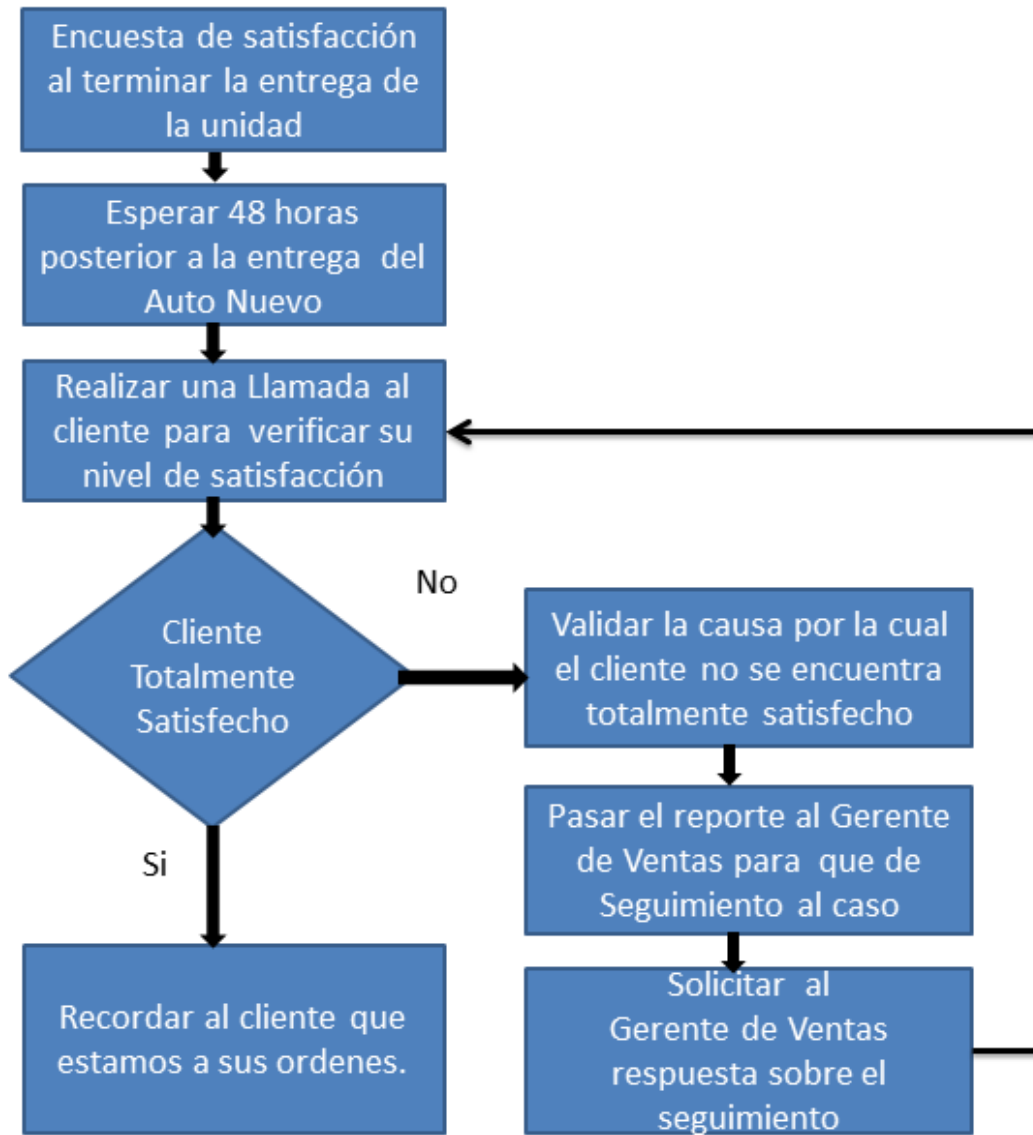 Encuesta de satisfacción
al terminar la entrega de
la unidad
Esperar 48 horas
posterior a la entrega del
Auto Nuevo
Realizar una Llamada al
cliente para verificar su
nivel de satisfacción
Cliente
Totalmente
Satisfecho
No
Validar la causa por la cual
el cliente no se encuentra
totalmente satisfecho
Pasar el reporte al Gerente
de Ventas para que de
Seguimiento al caso
Solicitar al
Gerente de Ventas
respuesta sobre el
seguimiento
Si
Recordar al cliente que
estamos a sus ordenes.